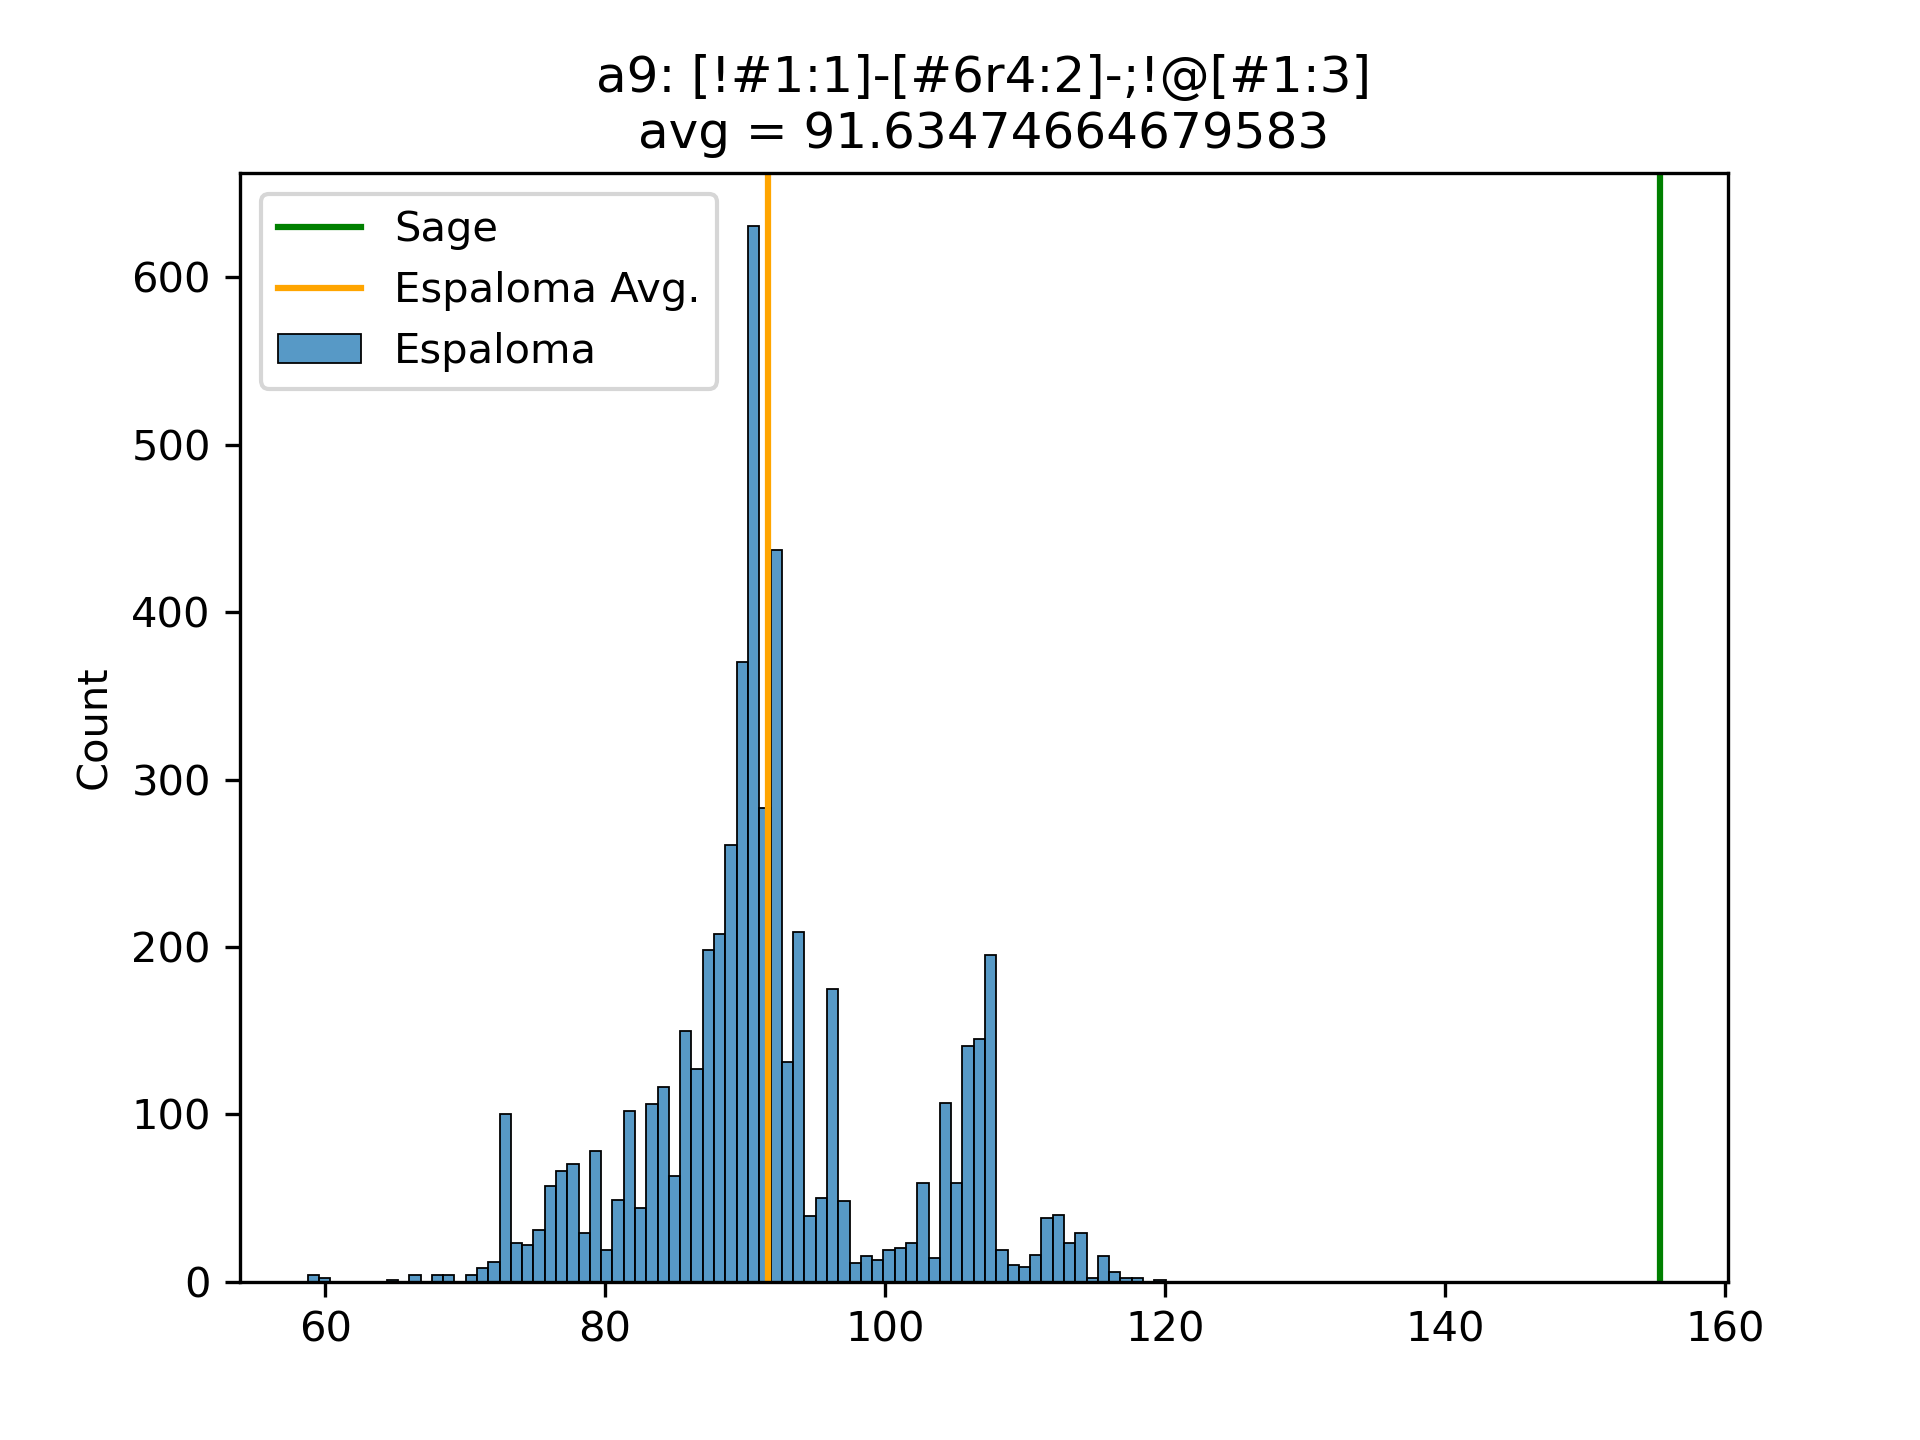 a9: [!#1:1]-[#6r4:2]-;!@[#1:3]
avg = 91.63474664679583
Sage
Espaloma Avg.
Espaloma
Count
600
500
400
300
200
100
0
60 80 100 120 140 160